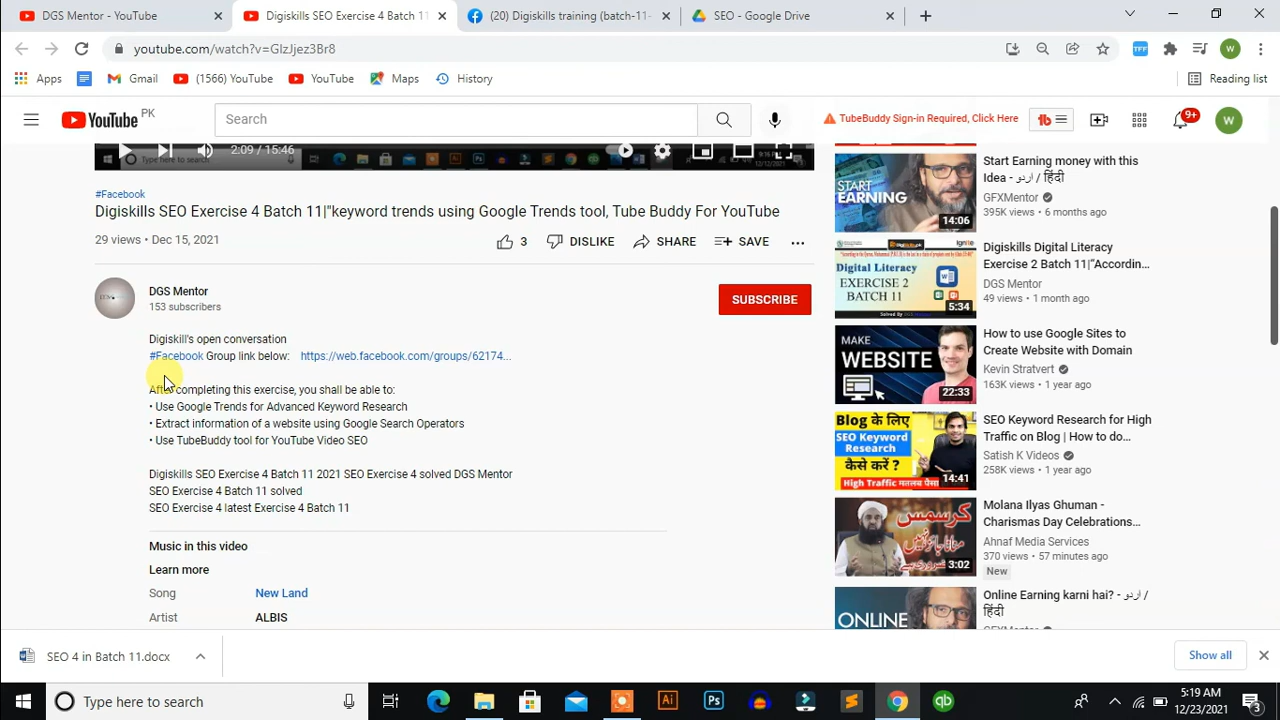 DGS Mentor - YouTube
Digiskills SEO Exercise 4 Batch 11
(20) Digiskills training (batch-11-
SEO - Google Drive
youtube.com/watch?v=GIzJjez3Br8
TFF
W
Apps
Gmail
(1566) YouTube
YouTube
Maps
History
Reading list
YouTube PK
Search
TubeBuddy Sign-in Required, Click Here
tb
9+
W
2:09 / 15:46
#Facebook
Digiskills SEO Exercise 4 Batch 11|"keyword trends using Google Trends tool, Tube Buddy For YouTube
29 views • Dec 15, 2021
3
DISLIKE
SHARE
SAVE
DGS Mentor
153 subscribers
SUBSCRIBE
Digiskill's open conversation
#Facebook Group link below: https://web.facebook.com/groups/62174...
After completing this exercise, you shall be able to:
• Use Google Trends for Advanced Keyword Research
• Extract information of a website using Google Search Operators
• Use TubeBuddy tool for YouTube Video SEO
Digiskills SEO Exercise 4 Batch 11 2021 SEO Exercise 4 solved DGS Mentor
SEO Exercise 4 Batch 11 solved
SEO Exercise 4 latest Exercise 4 Batch 11
Music in this video
Learn more
Song New Land
Artist ALBIS
START
EARNING
14:06
Start Earning money with this
Idea - اردو / हिंदी
GFXMentor
395K views • 6 months ago
Digital Literacy
EXERCISE 2
BATCH 11
5:34
Digiskills Digital Literacy
Exercise 2 Batch 11|"Accordin...
DGS Mentor
49 views • 1 month ago
MAKE
WEBSITE
22:33
How to use Google Sites to
Create Website with Domain
Kevin Stratvert
163K views • 1 year ago
Blog के लिए
SEO Keyword
Research
कैसे करें ?
High Traffic मतलब पैसा
14:41
SEO Keyword Research for High
Traffic on Blog | How to do...
Satish K Videos
258K views • 1 year ago
کرسمس
3:02
Molana Ilyas Ghuman -
Charismas Day Celebrations...
Ahnaf Media Services
370 views • 57 minutes ago
New
ONLINE
Online Earning karni hai? - اردو /
हिंदी
SEO 4 in Batch 11.docx
Show all
Type here to search
Ai
Ps
qb
5:19 AM
12/23/2021
3